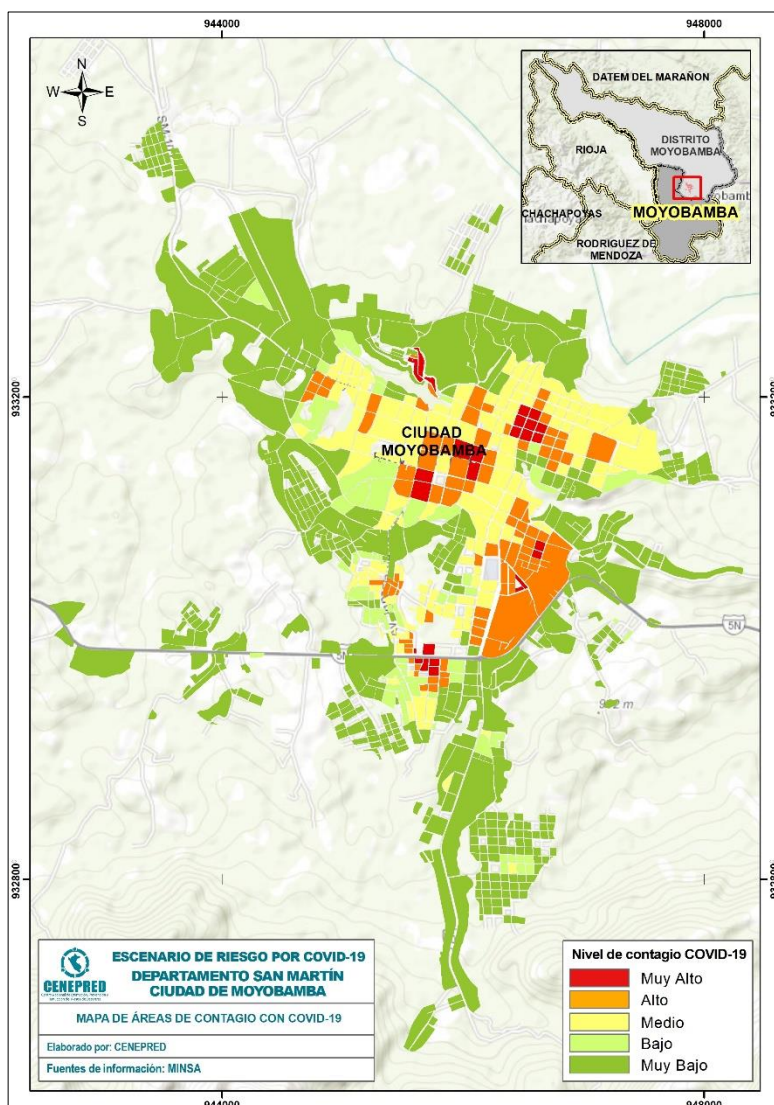 944000
948000
N
W E
S
DATEM DEL MARAÑON
DISTRITO
MOYOBAMBA
RIOJA
MOYOBAMBA
CHACHAPOYAS
RODRIGUEZ DE
MENDOZA
CIUDAD
MOYOBAMBA
5N
CENEPRED
ESCENARIO DE RIESGO POR COVID-19
DEPARTAMENTO SAN MARTÍN
CIUDAD DE MOYOBAMBA
MAPA DE ÁREAS DE CONTAGIO CON COVID-19
Elaborado por: CENEPRED
Fuentes de información: MINSA
Nivel de contagio COVID-19
Muy Alto
Alto
Medio
Bajo
Muy Bajo
944000
948000